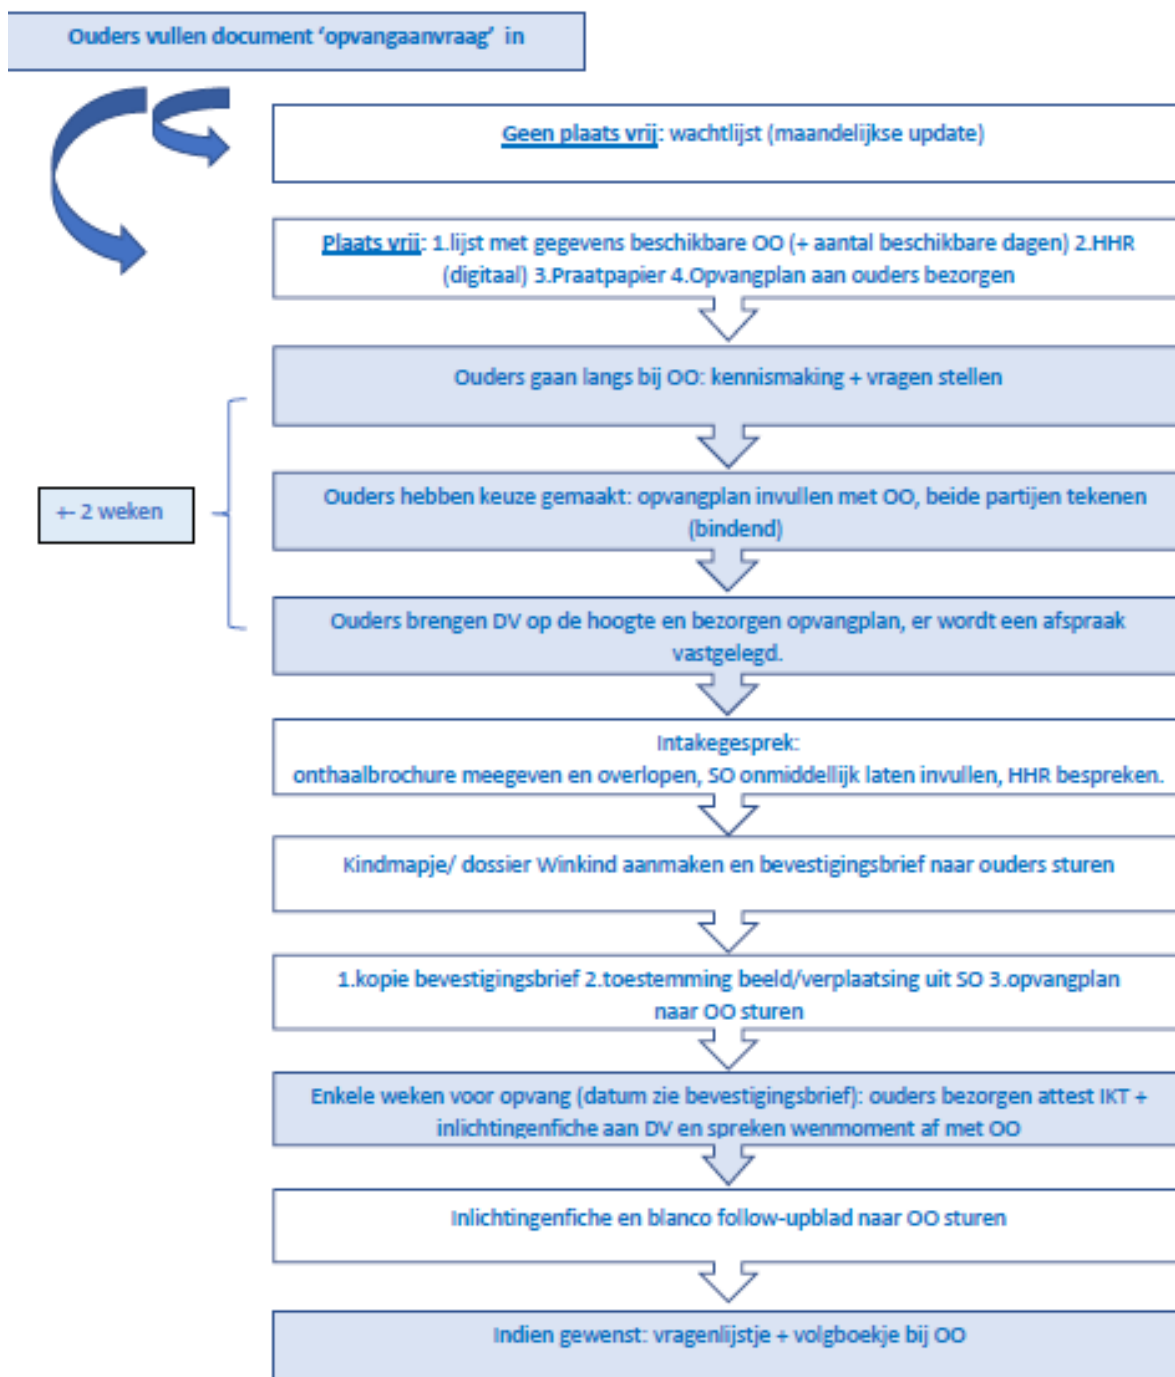 Ouders vullen document ‘opvangaanvraag’ in
Geen plaats vrij: wachtlijst (maandelijkse update)
Plaats vrij: 1.lijst met gegevens beschikbare OO (+ aantal beschikbare dagen) 2.HHR
(digitaal) 3.Praatpapier 4.Opvangplan aan ouders bezorgen
Ouders gaan langs bij OO: kennismaking + vragen stellen
+- 2 weken
Ouders hebben keuze gemaakt: opvangplan invullen met OO, beide partijen tekenen
(bindend)
Ouders brengen DV op de hoogte en bezorgen opvangplan, er wordt een afspraak
vastgelegd.
Intakegesprek:
onthaalbrochure meegeven en overlopen, SO onmiddellijk laten invullen, HHR bespreken.
Kindmapje/ dossier Winkind aanmaken en bevestigingsbrief naar ouders sturen
1.kopie bevestigingsbrief 2.toestemming beeld/verplaatsing uit SO 3.opvangplan
naar OO sturen
Enkele weken voor opvang (datum zie bevestigingsbrief): ouders bezorgen attest IKT +
inlichtingenfiche aan DV en spreken wenmoment af met OO
Inlichtingenfiche en blanco follow-upblad naar OO sturen
Indien gewenst: vragenlijstje + volgboekje bij OO